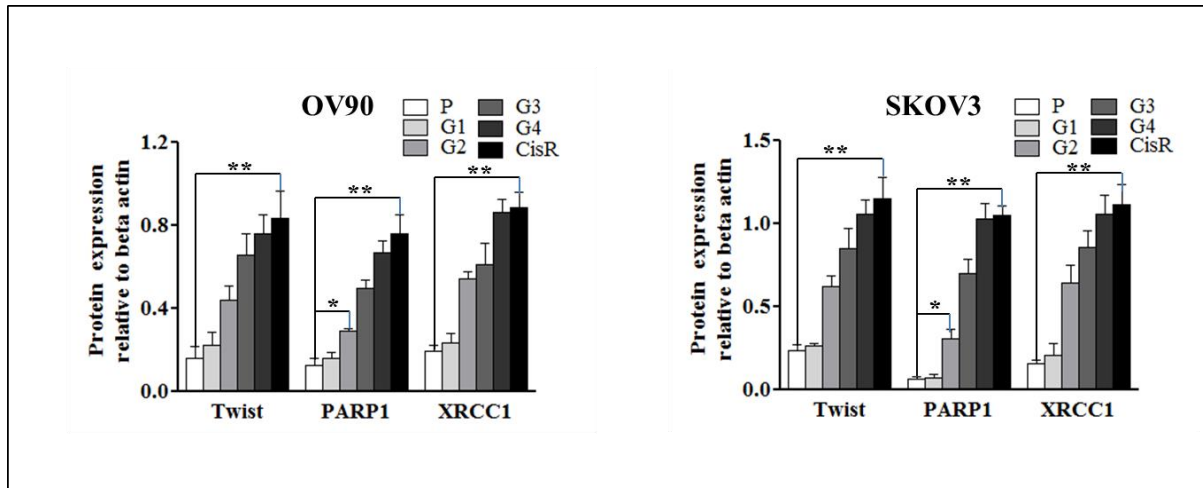 OV90
P
G1
G2
G3
G4
CisR
Protein expression
relative to beta actin
1.2
0.8
0.4
0.0
**
**
**
*
Twist PARP1 XRCC1
SKOV3
P
G1
G2
G3
G4
CisR
Protein expression
relative to beta actin
1.5
1.0
0.5
0.0
**
**
**
*
Twist PARP1 XRCC1